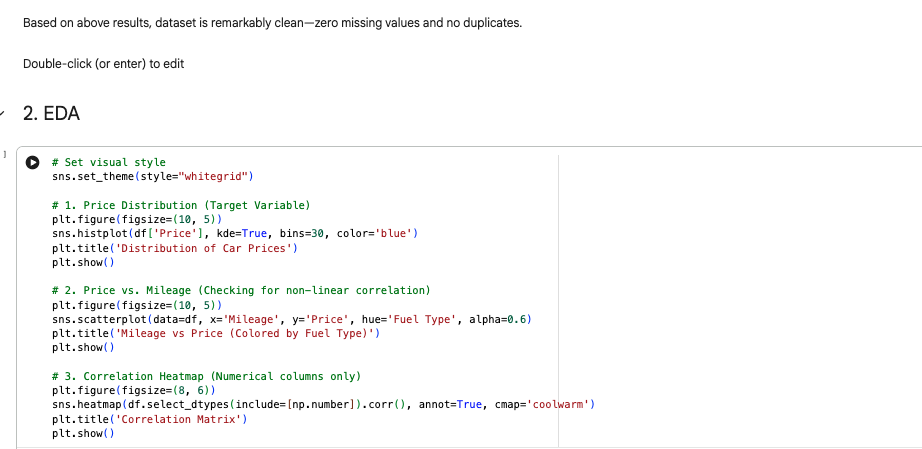 Based on above results, dataset is remarkably clean—zero missing values and no duplicates.
Double-click (or enter) to edit
2. EDA
]
# Set visual style
sns.set_theme(style="whitegrid")
# 1. Price Distribution (Target Variable)
plt.figure(figsize=(10, 5))
sns.histplot(df['Price'], kde=True, bins=30, color='blue')
plt.title('Distribution of Car Prices')
plt.show()
# 2. Price vs. Mileage (Checking for non-linear correlation)
plt.figure(figsize=(10, 5))
sns.scatterplot(data=df, x='Mileage', y='Price', hue='Fuel Type', alpha=0.6)
plt.title('Mileage vs Price (Colored by Fuel Type)')
plt.show()
# 3. Correlation Heatmap (Numerical columns only)
plt.figure(figsize=(8, 6))
sns.heatmap(df.select_dtypes(include=[np.number]).corr(), annot=True, cmap='coolwarm')
plt.title('Correlation Matrix')
plt.show()